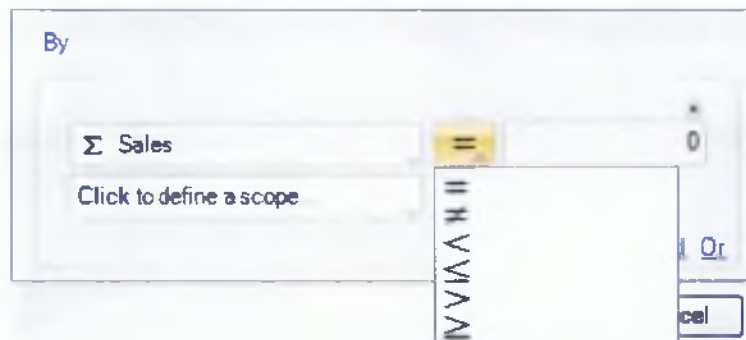 By
Σ Sales
=
0
Click to define a scope
=
≠
<
≤
>
≥
Or
cel